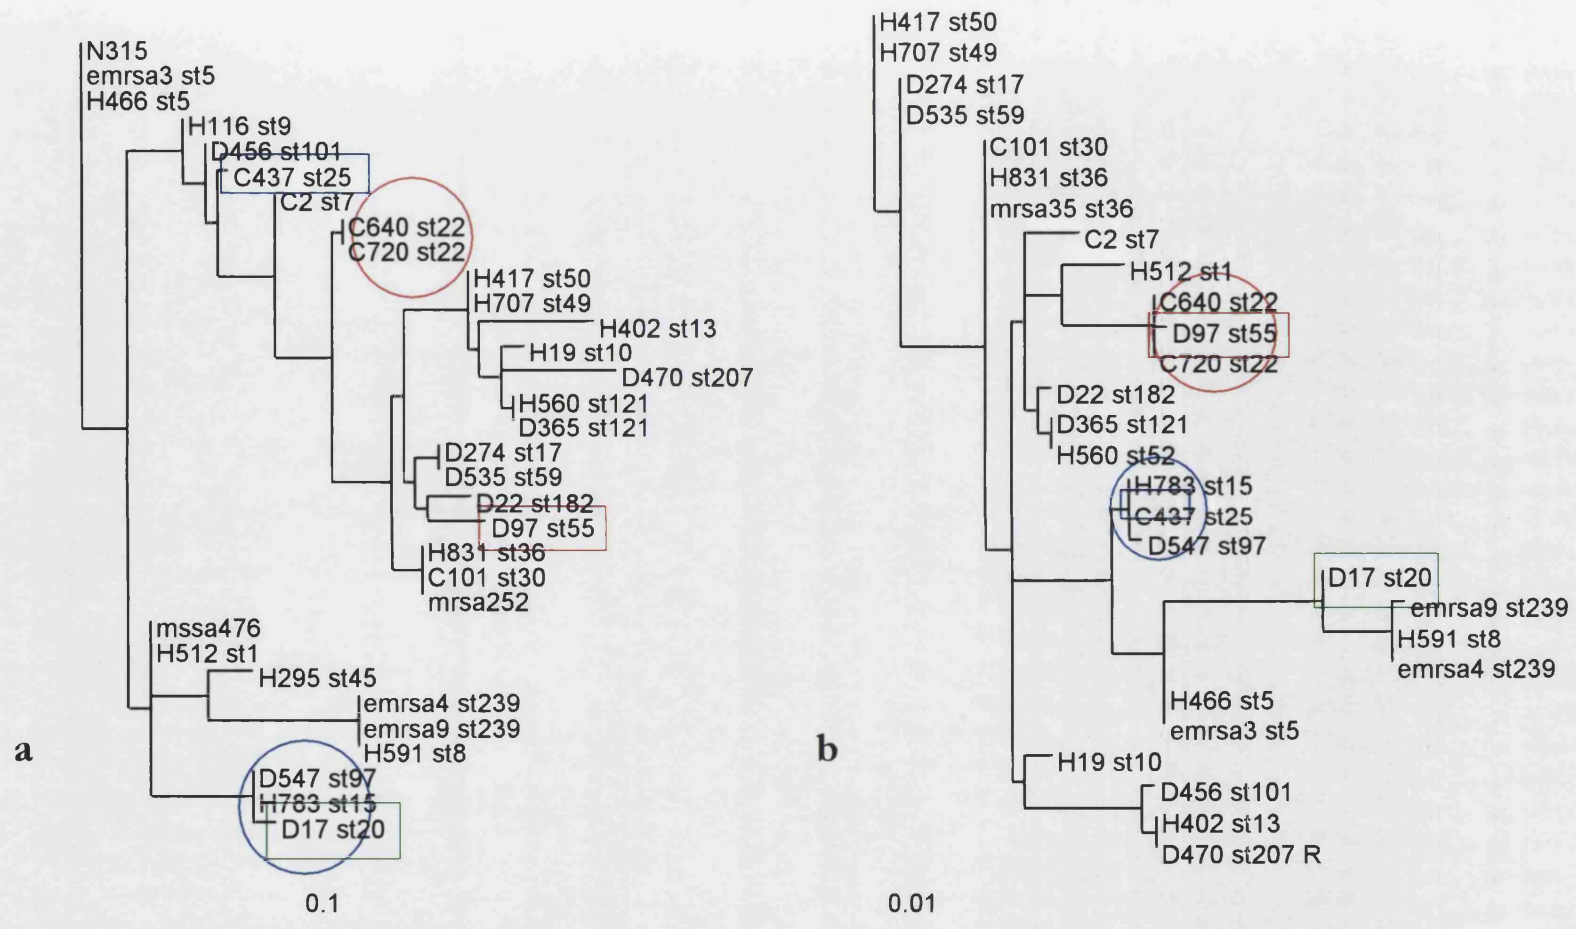 N315
emrsa3 st5
H466 st5
H116 st9
D456 st101
C437 st25
C2 st7
C640 st22
C720 st22
H417 st50
H707 st49
H402 st13
H19 st10
D470 st207
H560 st121
D365 st121
D274 st17
D535 st59
D22 st182
D97 st55
H831 st36
C101 st30
mrsa252
mssa476
H512 st1
H295 st45
emrsa4 st239
emrsa9 st239
H591 st8
D547 st97
H783 st15
D17 st20
a
0.1
H417 st50
H707 st49
D274 st17
D535 st59
C101 st30
H831 st36
mrsa35 st36
C2 st7
H512 st1
C640 st22
D97 st55
C720 st22
D22 st182
D365 st121
H560 st52
H783 st15
C437 st25
D547 st97
D17 st20
emrsa9 st239
H591 st8
emrsa4 st239
H466 st5
emrsa3 st5
H19 st10
D456 st101
H402 st13
D470 st207 R
b
0.01